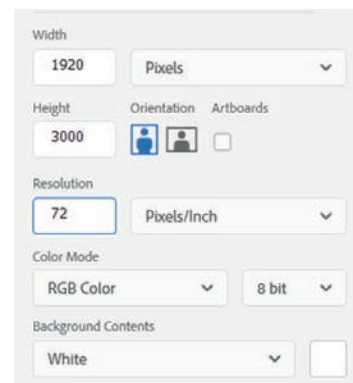 Width
1920 Pixels
Height Orientation Artboards
3000
Resolution
72 Pixels/Inch
Color Mode
RGB Color 8 bit
Background Contents
White